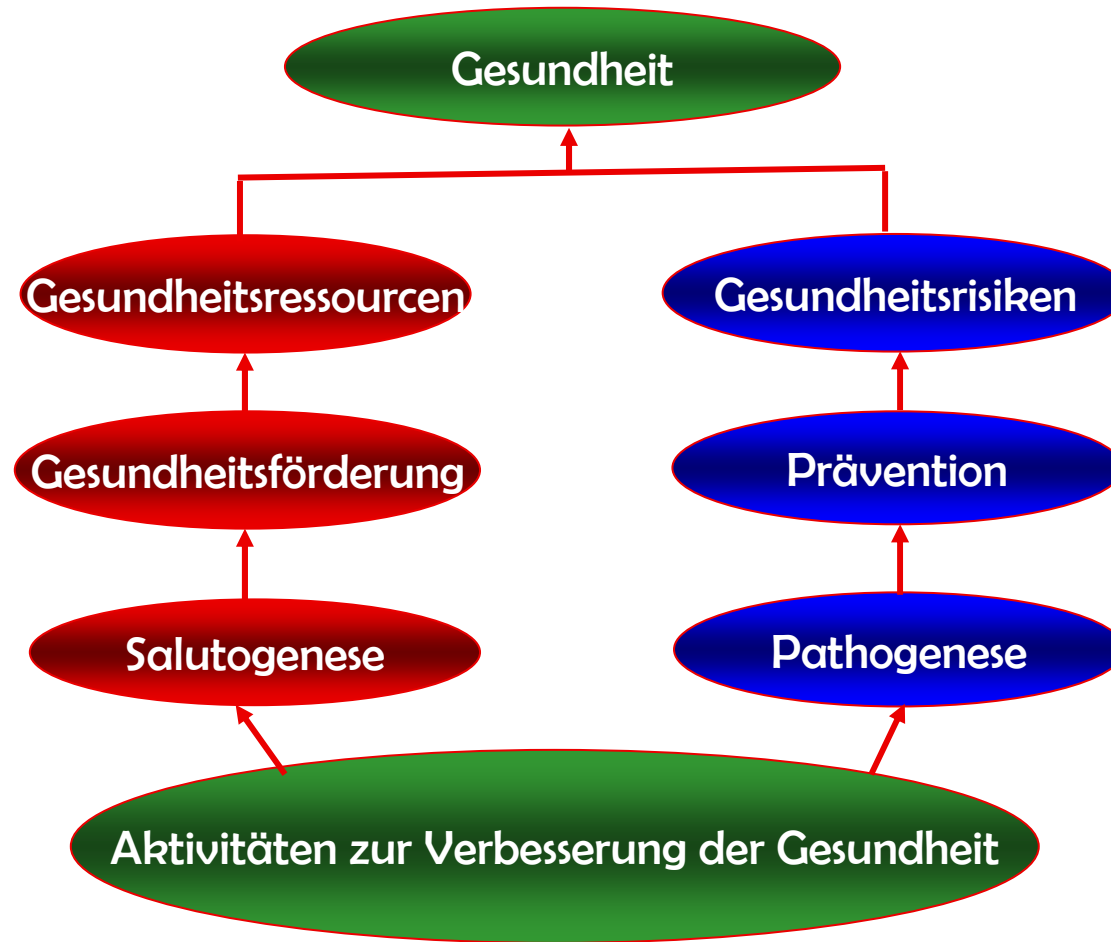 Gesundheit
Gesundheitsressourcen
Gesundheitsrisiken
Gesundheitsförderung
Prävention
Salutogenese
Pathogenese
Aktivitäten zur Verbesserung der Gesundheit